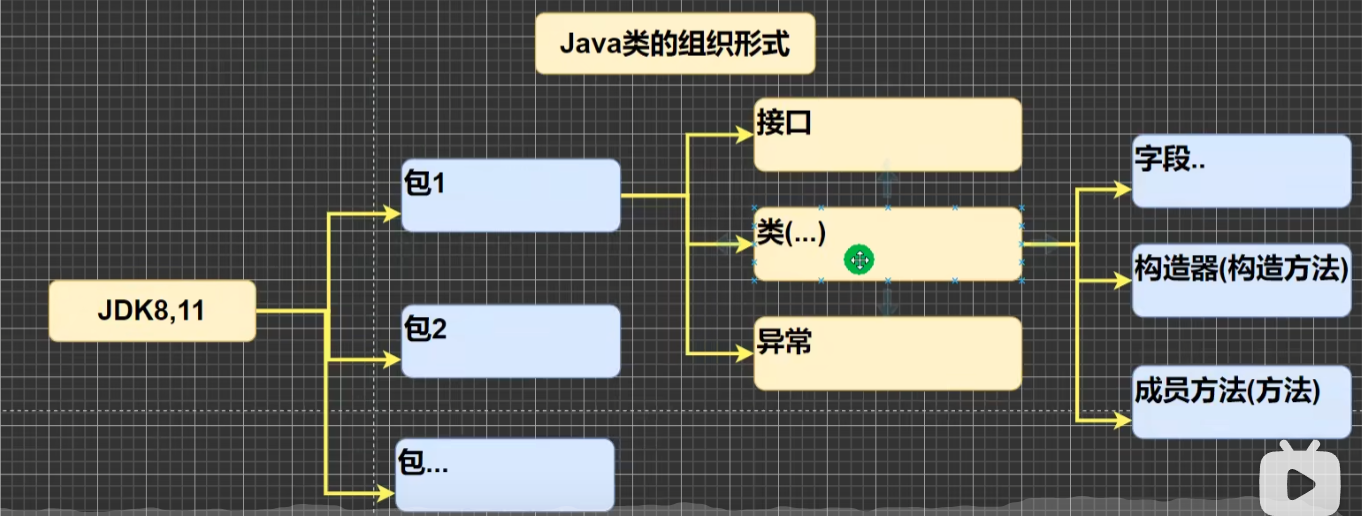 Java类的组织形式
接口
字段..
包1
类(...)
构造器(构造方法)
JDK8,11
包2
异常
成员方法(方法)
包...